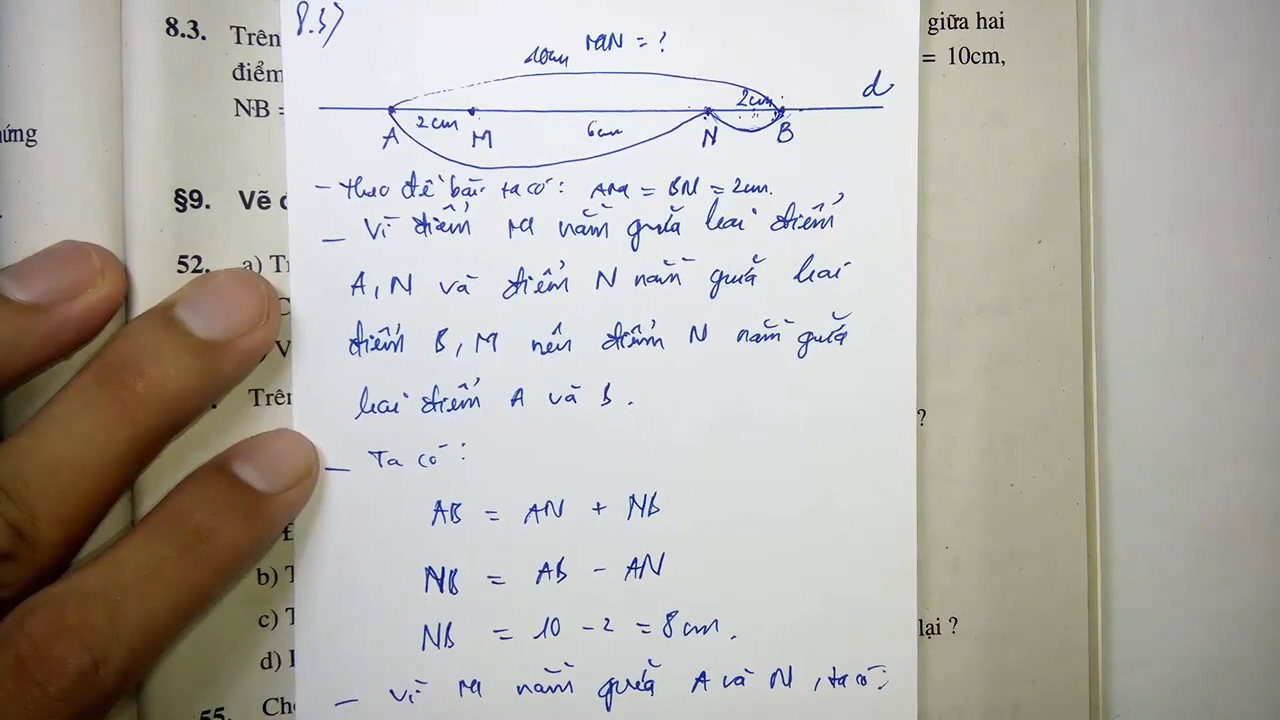 8.3)
8.3. Trên
giữa hai
điểm
= 10cm,
NB =
MN = ?
10cm
d
2cm
2cm
6cm
A
M
N
B
ứng
- Theo đề bài ta có: AM = BN = 2cm.
- Vì điểm M nằm giữa hai điểm
A, N và điểm N nằm giữa hai
điểm B, M nên điểm N nằm giữa
hai điểm A và B.
- Ta có:
AB = AN + NB
NB = AB - AN
NB = 10 - 2 = 8cm.
- Vì M nằm giữa A và N, ta có:
§9. Vẽ
52. a)
Trên
?
b) T
c) T
lại ?
d)
55. Ch